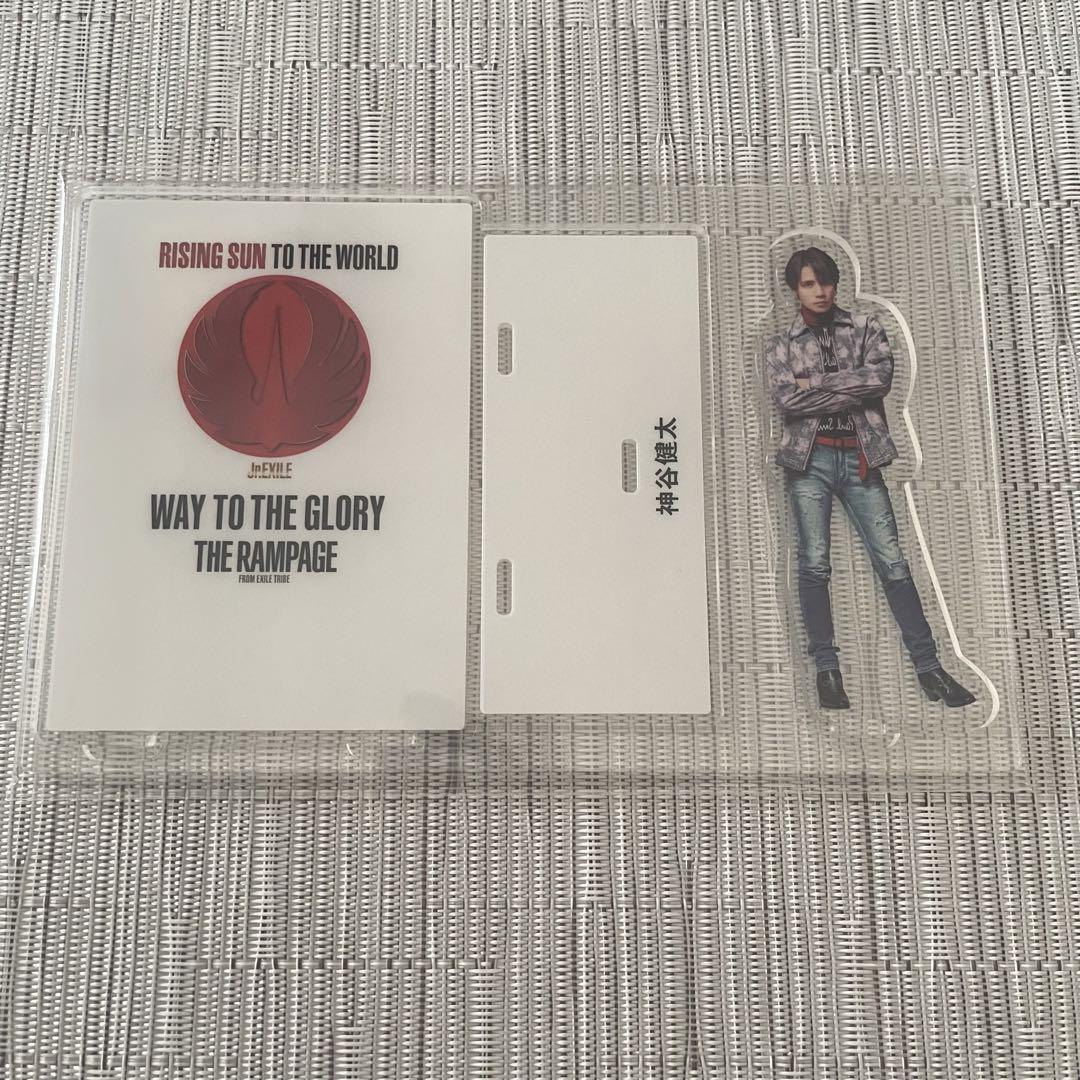 RISING SUN TO THE WORLD
Jr.EXILE
WAY TO THE GLORY
THE RAMPAGE
FROM EXILE TRIBE
神谷健太